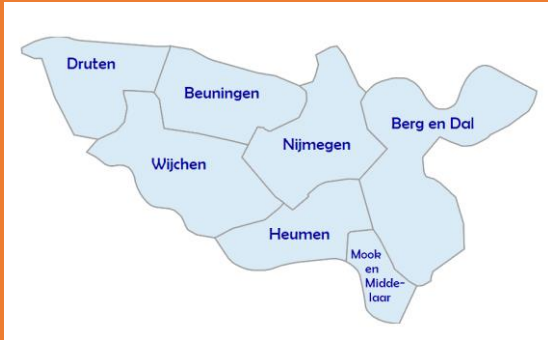 Druten
Beuningen
Berg en Dal
Nijmegen
Wijchen
Heumen
Mook
en
Midde-
laar